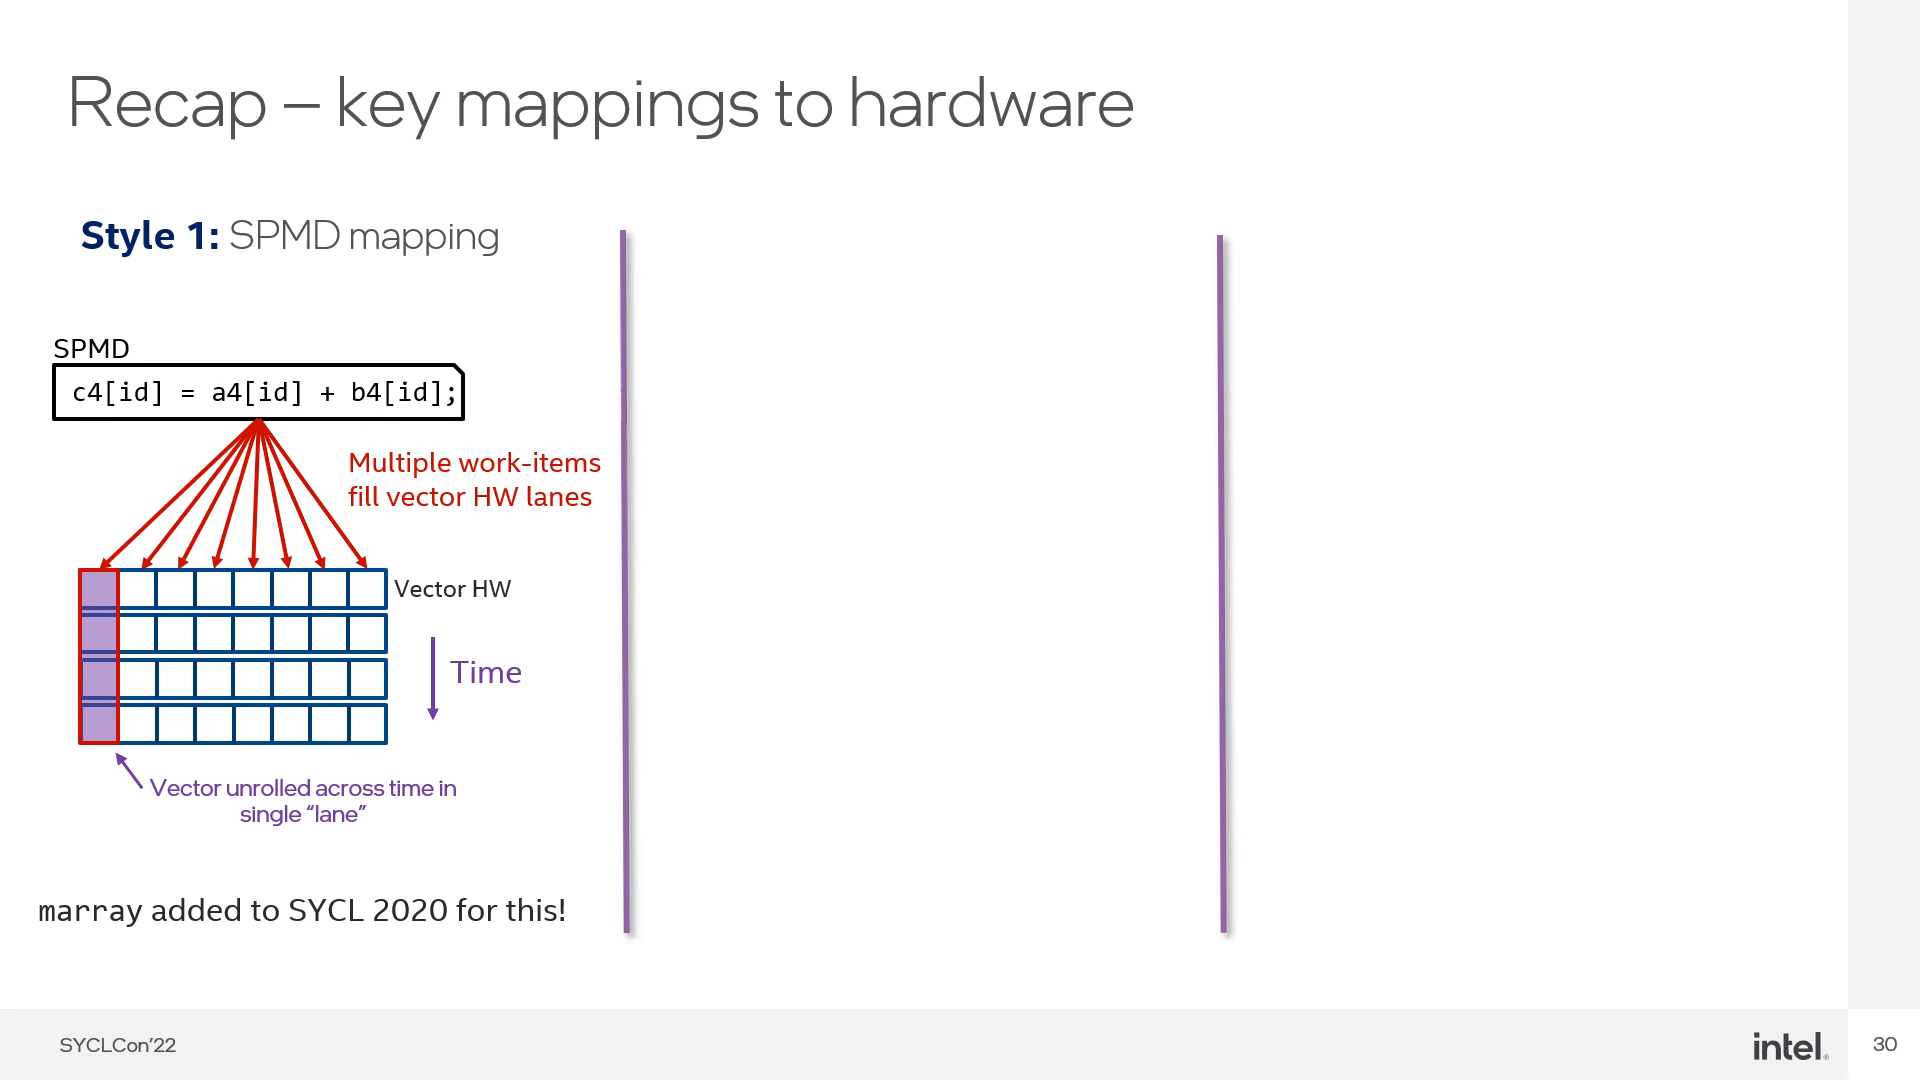 Recap – key mappings to hardware
Style 1: SPMD mapping
SPMD
c4[id] = a4[id] + b4[id];
Multiple work-items
fill vector HW lanes
Vector HW
Time
Vector unrolled across time in
single “lane”
marray added to SYCL 2020 for this!
SYCLCon’22
intel®
30